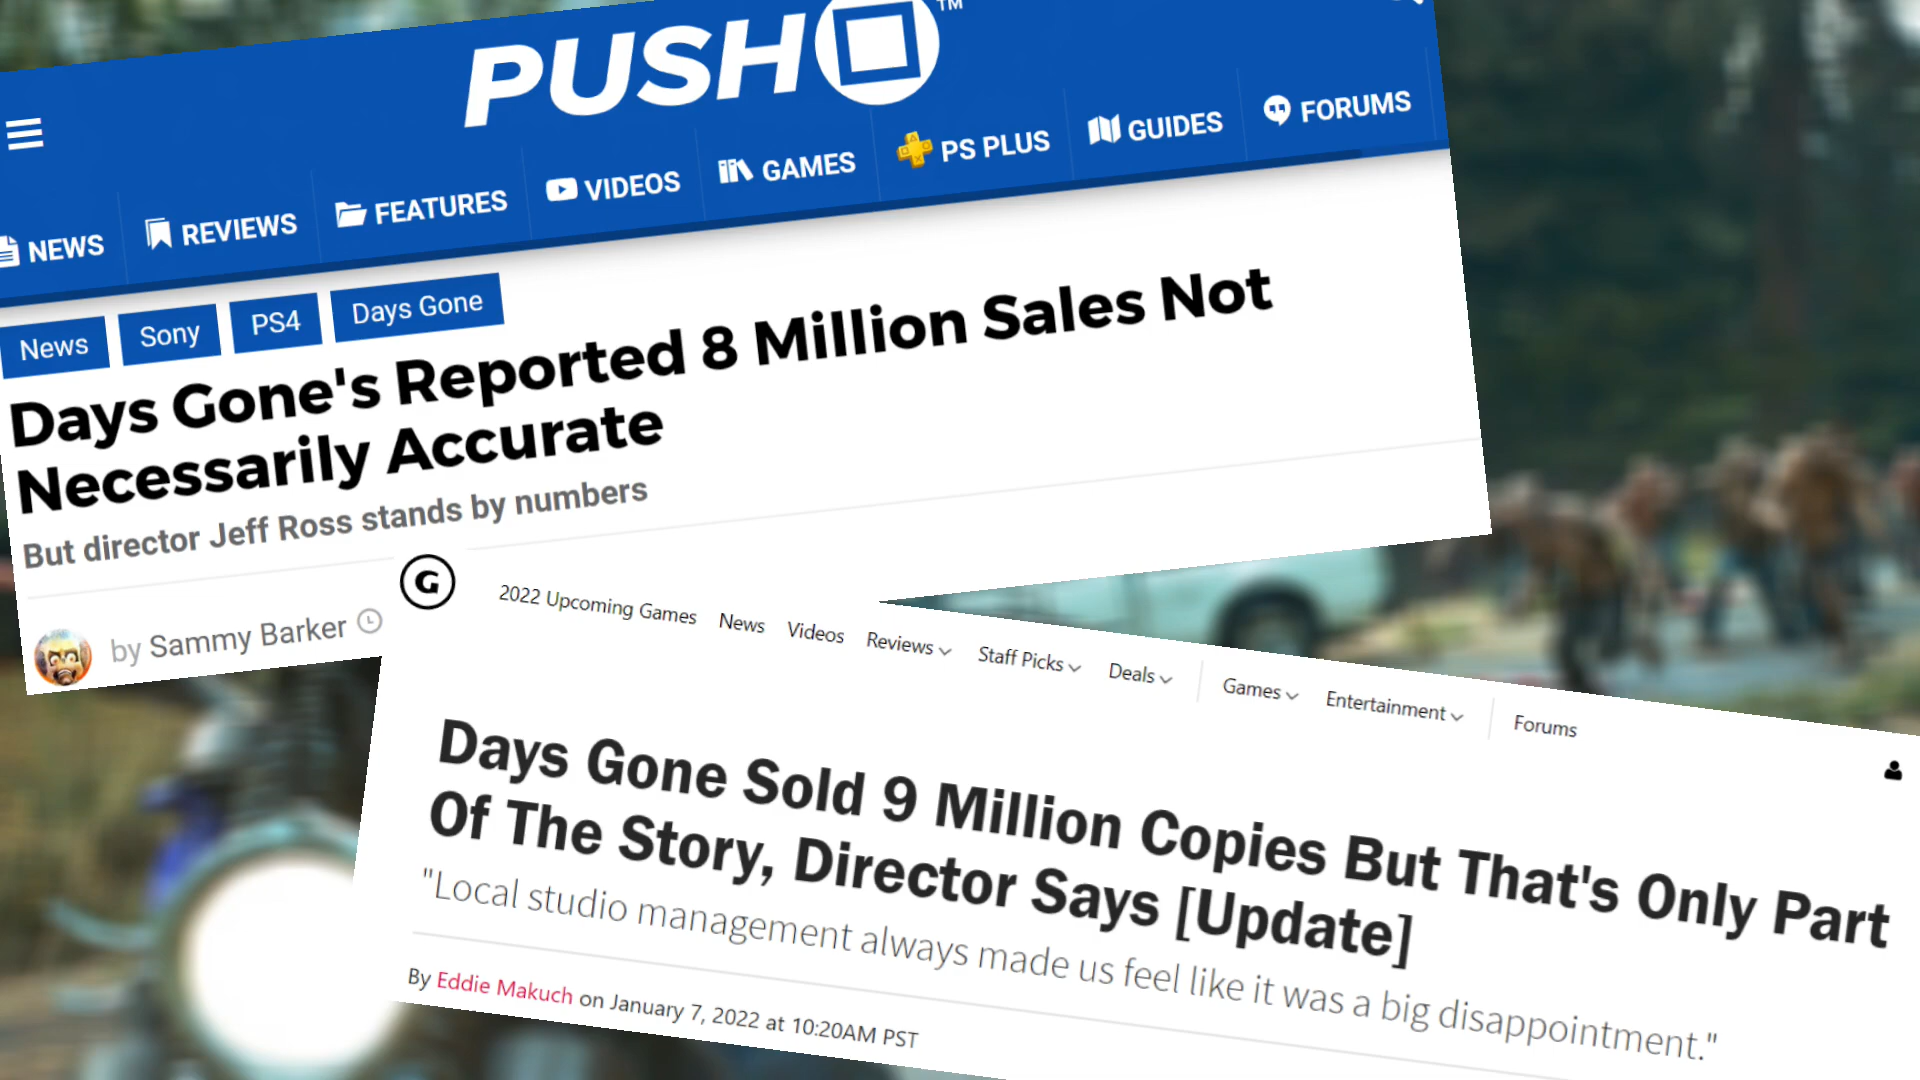 PUSH
TM
NEWS
REVIEWS
FEATURES
VIDEOS
GAMES
PS PLUS
GUIDES
FORUMS
News
Sony
PS4
Days Gone
Days Gone's Reported 8 Million Sales Not
Necessarily Accurate
But director Jeff Ross stands by numbers
by Sammy Barker
G
2022 Upcoming Games
News
Videos
Reviews
Staff Picks
Deals
Games
Entertainment
Forums
Days Gone Sold 9 Million Copies But That's Only Part
Of The Story, Director Says [Update]
"Local studio management always made us feel like it was a big disappointment."
By Eddie Makuch on January 7, 2022 at 10:20AM PST